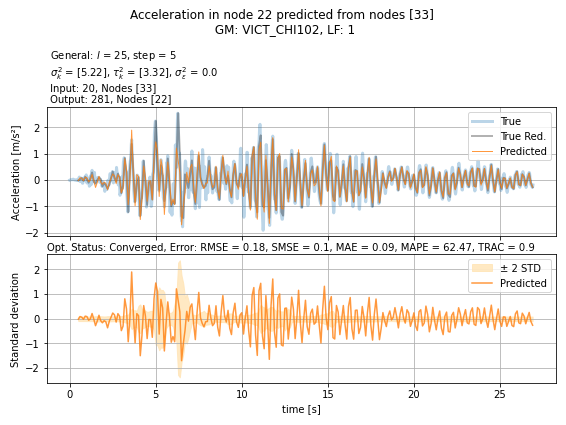 Acceleration in node 22 predicted from nodes [33]
GM: VICT_CHI102, LF: 1
General: l = 25, step = 5
σ²ₖ = [5.22], τ²ₖ = [3.32], σ²ε = 0.0
Input: 20, Nodes [33]
Output: 281, Nodes [22]
True
True Red.
Predicted
Acceleration [m/s²]
2
1
0
−1
−2
Opt. Status: Converged, Error: RMSE = 0.18, SMSE = 0.1, MAE = 0.09, MAPE = 62.47, TRAC = 0.9
± 2 STD
Predicted
Standard deviation
2
1
0
−1
−2
0 5 10 15 20 25
time [s]